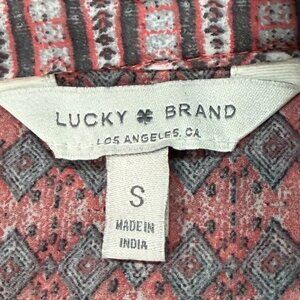 LUCKY BRAND
LOS ANGELES, CA
S
MADE IN
INDIA